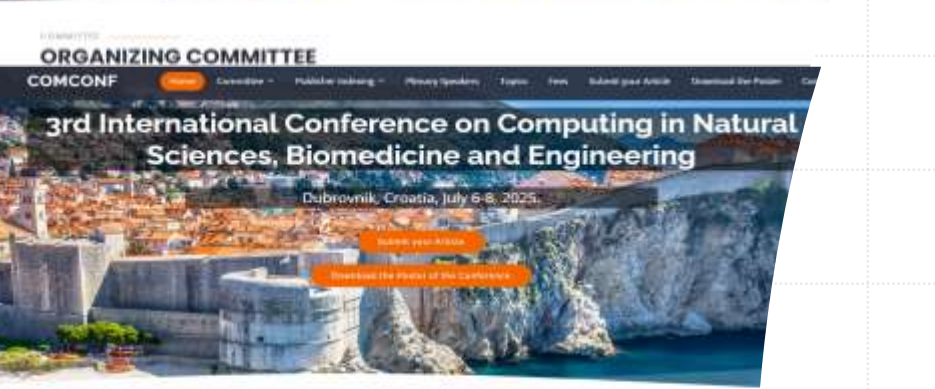 COMMITTEE
ORGANIZING COMMITTEE
COMCONF Home Committee Publisher Indexing Plenary Speakers Topics Fees Submit your Article Download the Poster
3rd International Conference on Computing in Natural
Sciences, Biomedicine and Engineering
Dubrovnik, Croatia, July 6-8, 2025.
Submit your Article
Download the Poster of the Conference